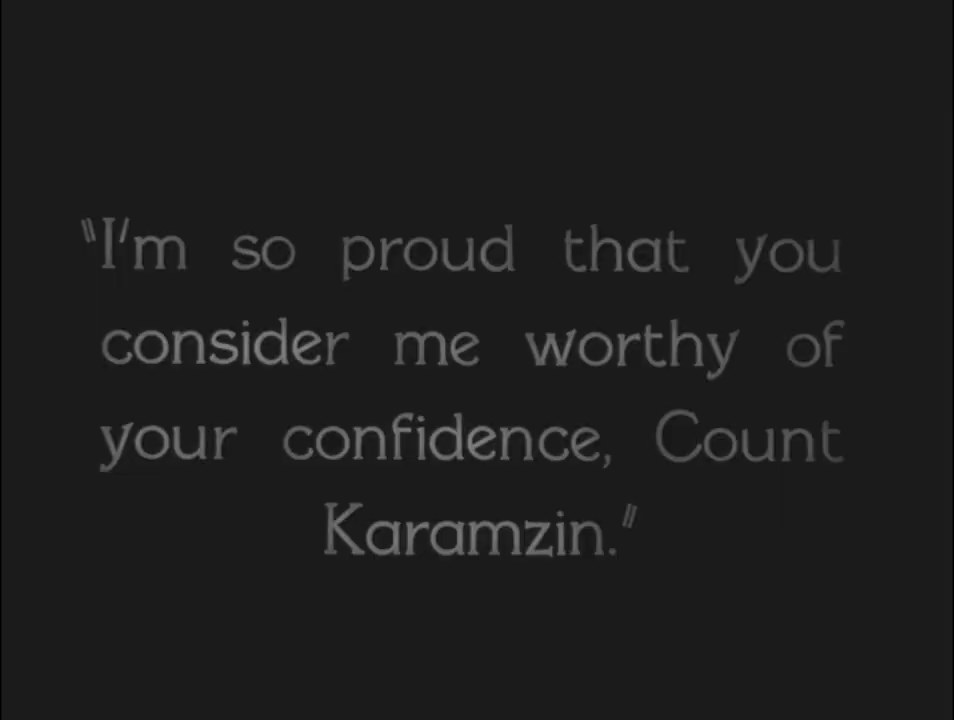 "I'm so proud that you
consider me worthy of
your confidence, Count
Karamzin."